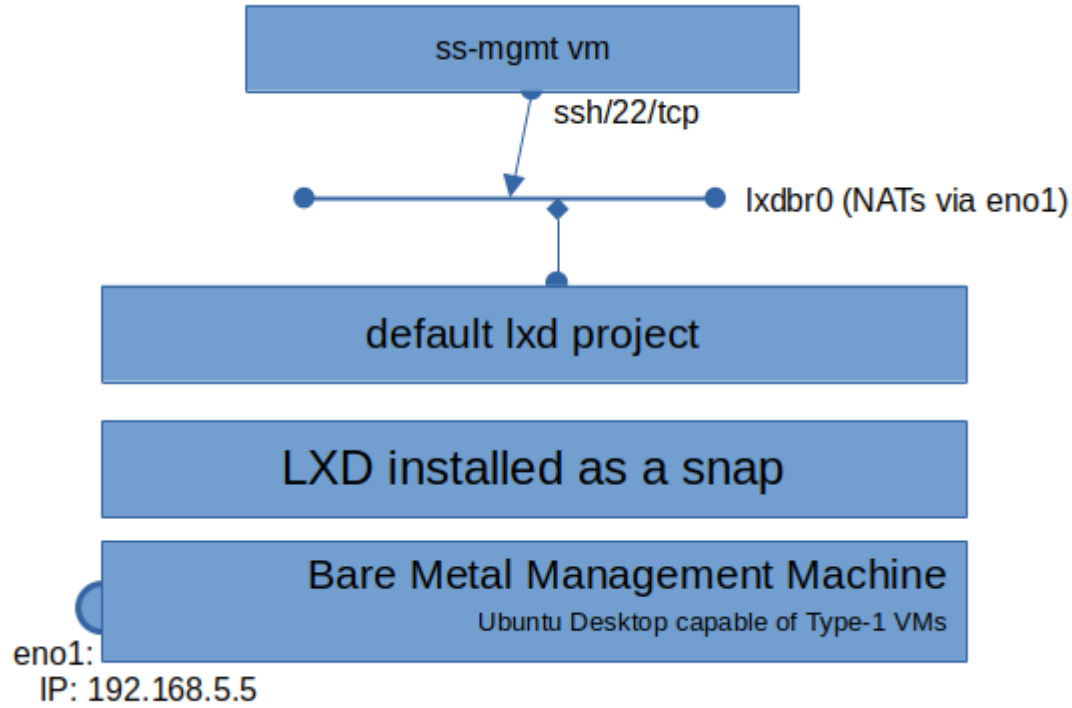 ss-mgmt vm
ssh/22/tcp
lxdbr0 (NATs via eno1)
default lxd project
LXD installed as a snap
Bare Metal Management Machine
Ubuntu Desktop capable of Type-1 VMs
eno1:
IP: 192.168.5.5